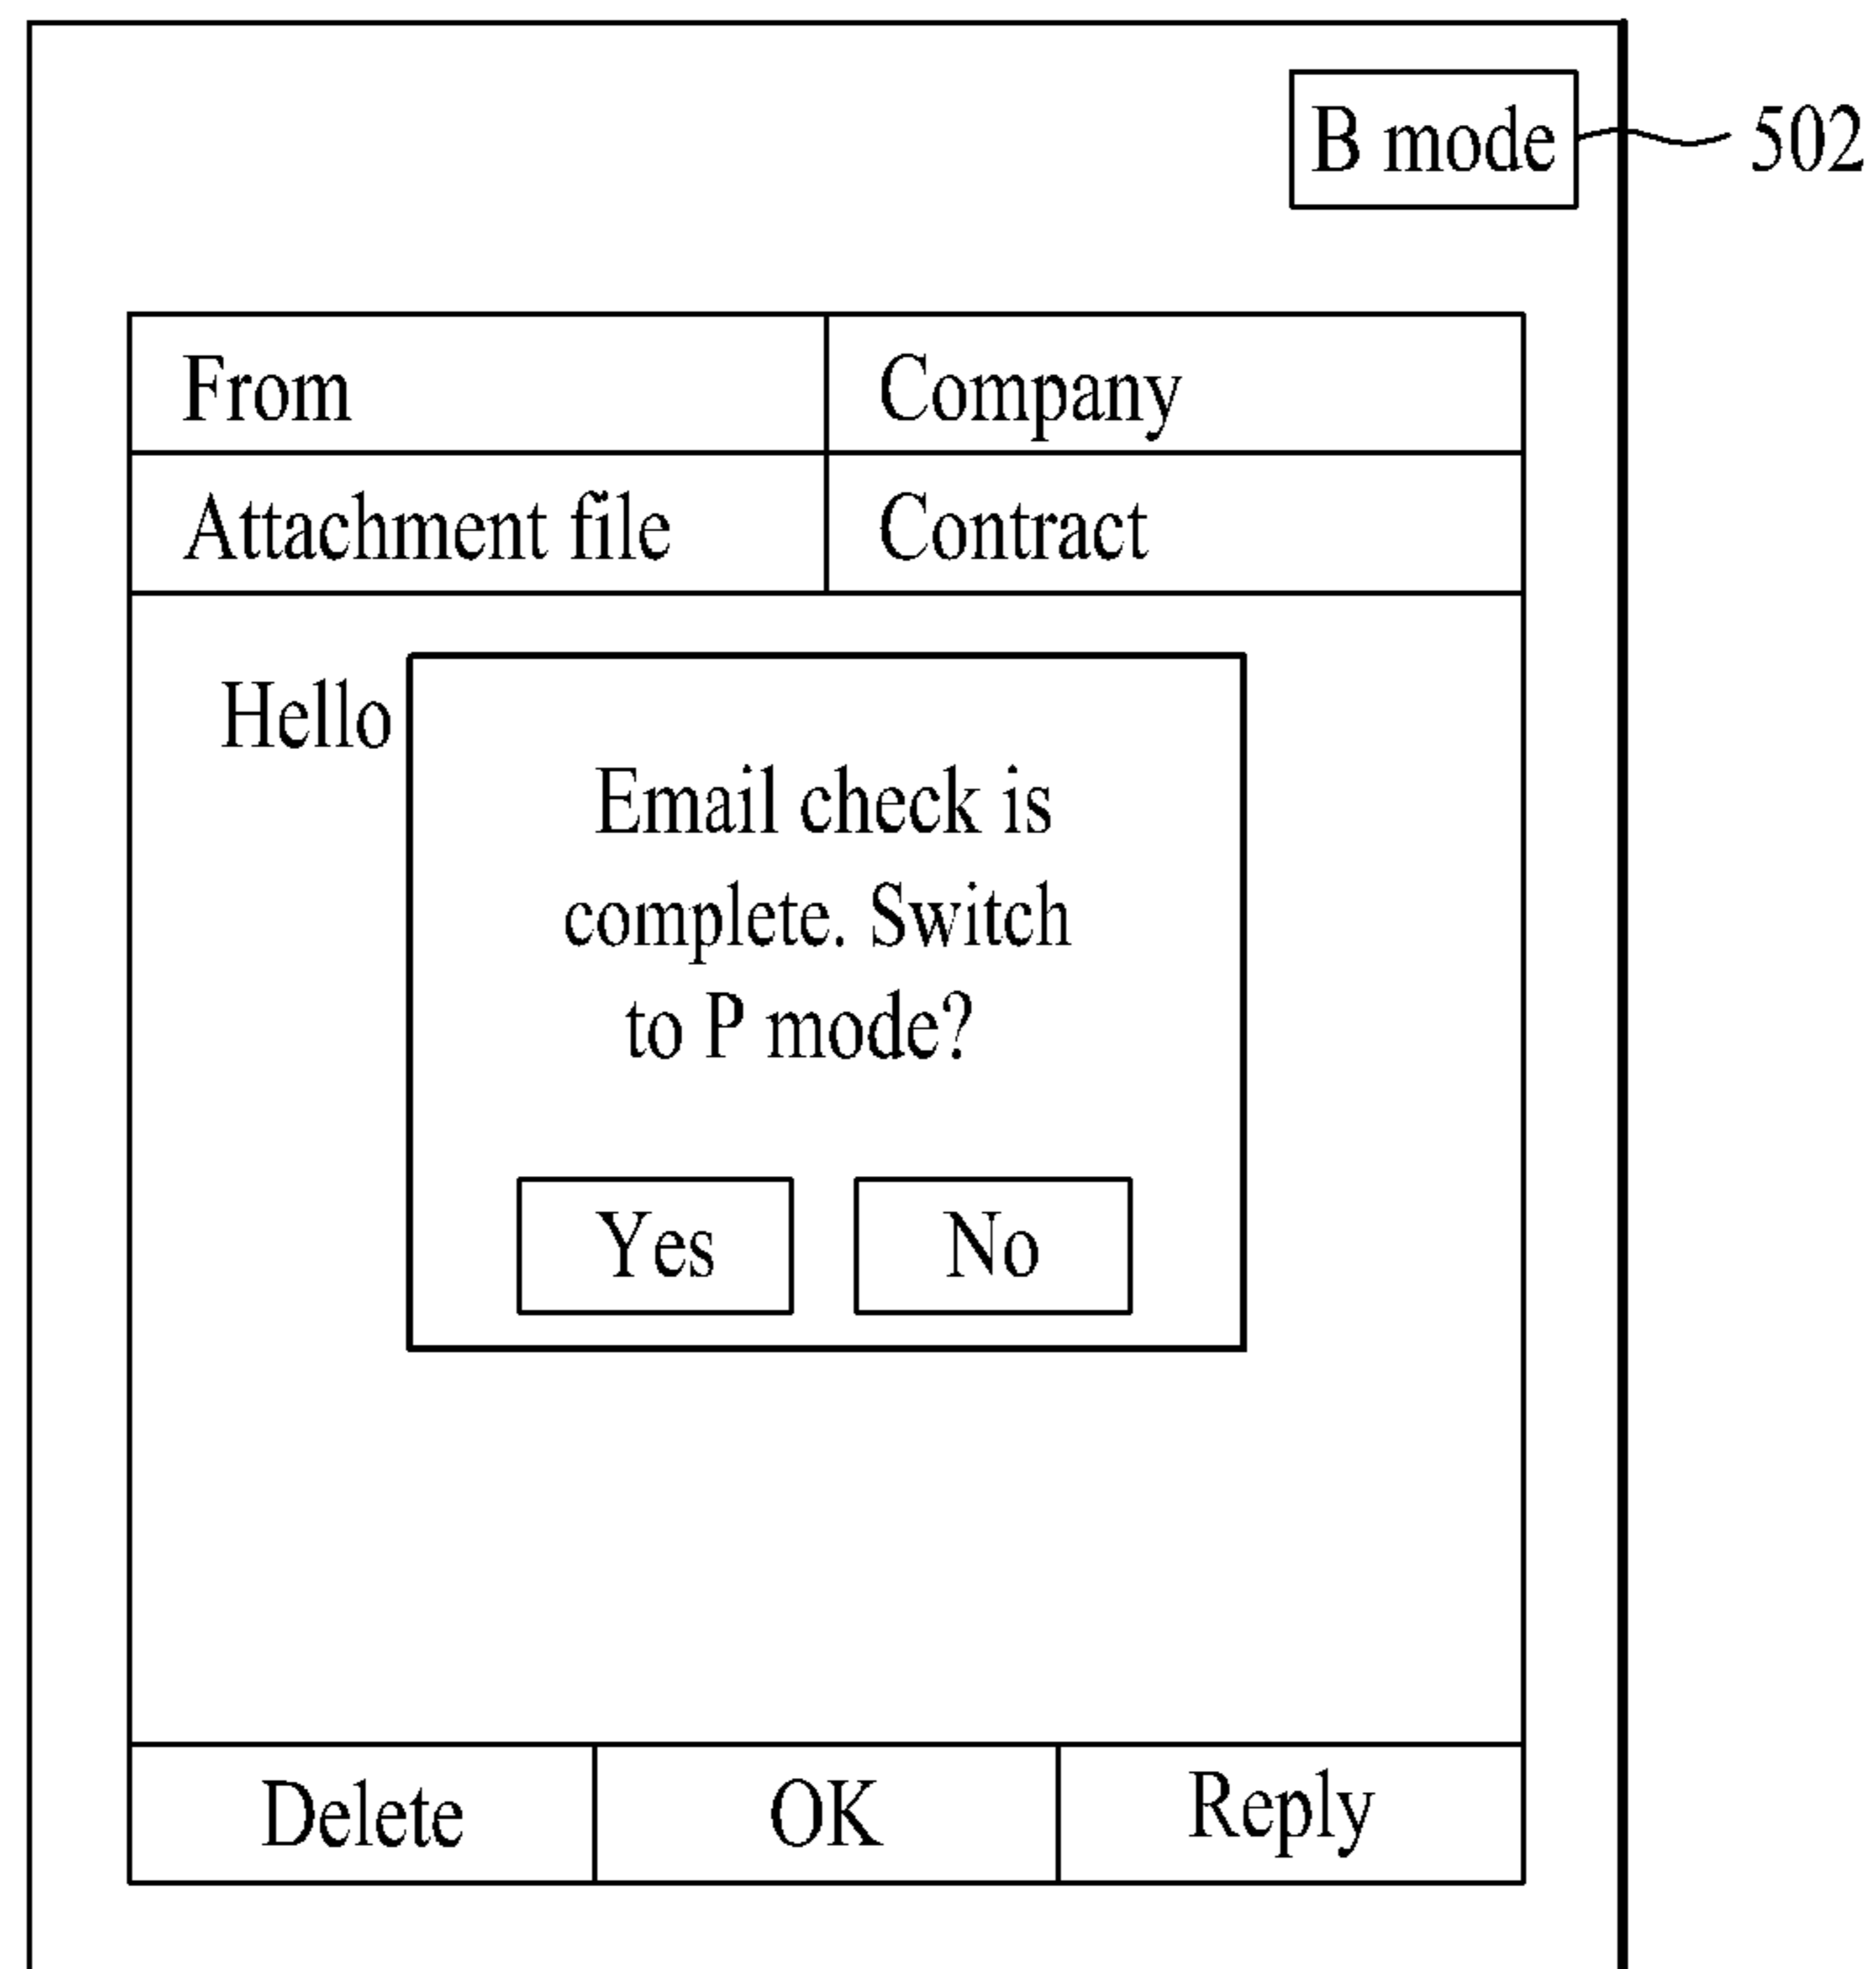 B mode
502
From
Company
Attachment file
Contract
Hello
Email check is
complete. Switch
to P mode?
Yes
No
Delete
OK
Reply